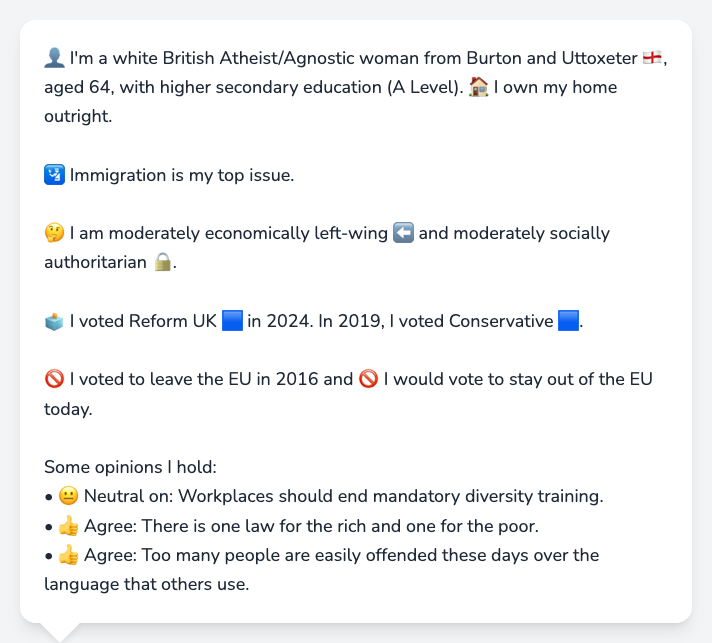 👤 I'm a white British Atheist/Agnostic woman from Burton and Uttoxeter 🏴󠁧󠁢󠁥󠁮󠁧󠁿,
aged 64, with higher secondary education (A Level). 🏠 I own my home
outright.
🛂 Immigration is my top issue.
🤔 I am moderately economically left-wing ⬅️ and moderately socially
authoritarian 🔒.
🗳️ I voted Reform UK 🟦 in 2024. In 2019, I voted Conservative 🟦.
🚫 I voted to leave the EU in 2016 and 🚫 I would vote to stay out of the EU
today.
Some opinions I hold:
• 😐 Neutral on: Workplaces should end mandatory diversity training.
• 👍 Agree: There is one law for the rich and one for the poor.
• 👍 Agree: Too many people are easily offended these days over the
language that others use.